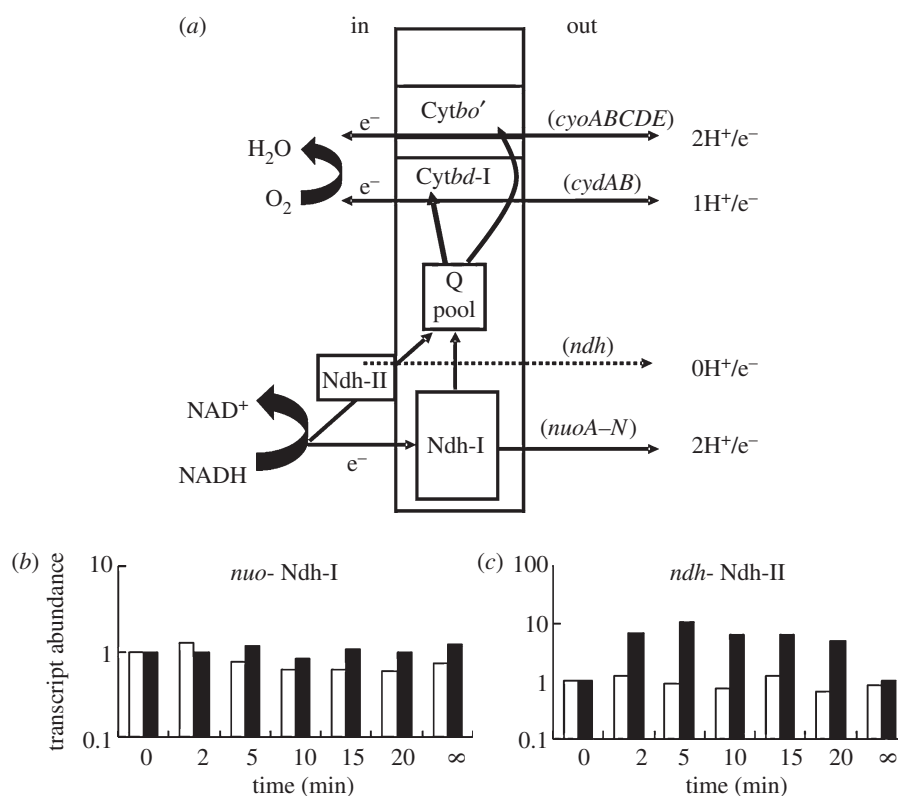 (a) in out
Cytbo′ (cyoABCDE)
e⁻ 2H⁺/e⁻
H₂O
Cytbd-I (cydAB)
O₂ e⁻ 1H⁺/e⁻
Q
pool
(ndh)
Ndh-II 0H⁺/e⁻
NAD⁺
Ndh-I (nuoA–N)
NADH e⁻ 2H⁺/e⁻
(b) nuo- Ndh-I
transcript abundance
10
1
0.1
0 2 5 10 15 20 ∞
time (min)
(c) ndh- Ndh-II
100
10
1
0.1
0 2 5 10 15 20 ∞
time (min)